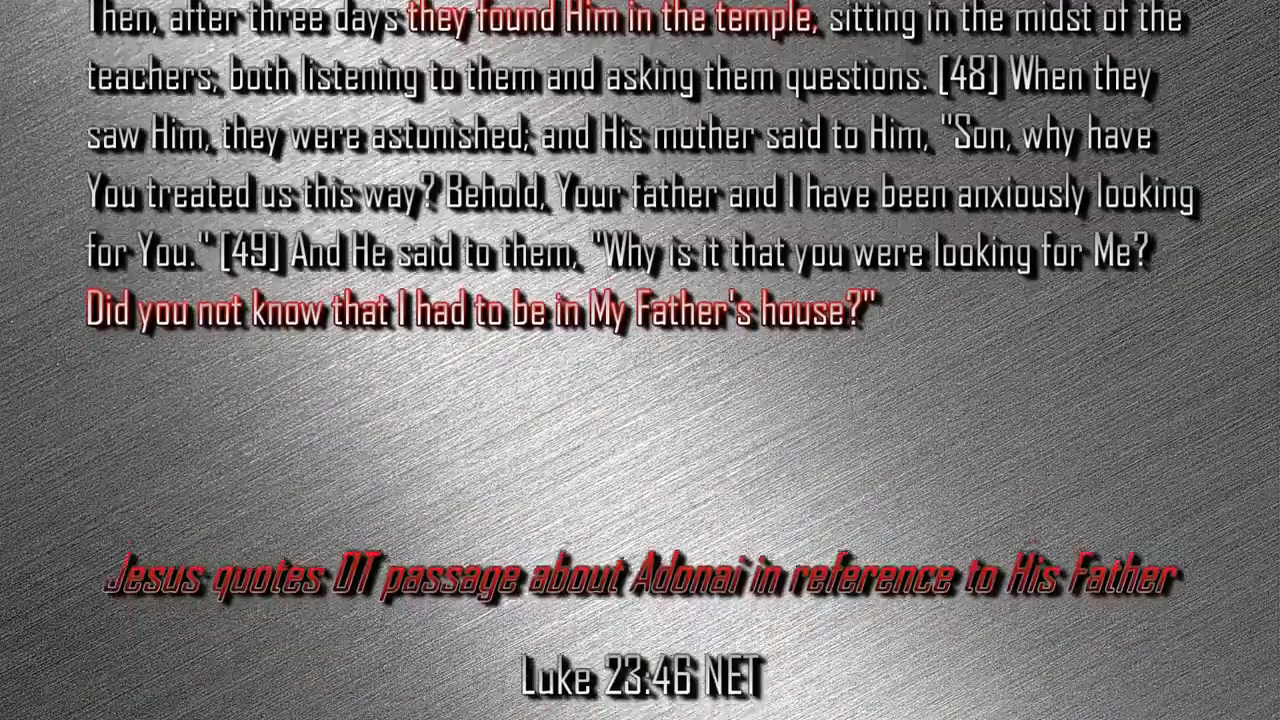 Then, after three days they found Him in the temple, sitting in the midst of the
teachers, both listening to them and asking them questions. [48] When they
saw Him, they were astonished; and His mother said to Him, "Son, why have
You treated us this way? Behold, Your father and I have been anxiously looking
for You." [49] And He said to them, "Why is it that you were looking for Me?
Did you not know that I had to be in My Father's house?"
Jesus quotes OT passage about Adonai in reference to His Father
Luke 23:46 NET